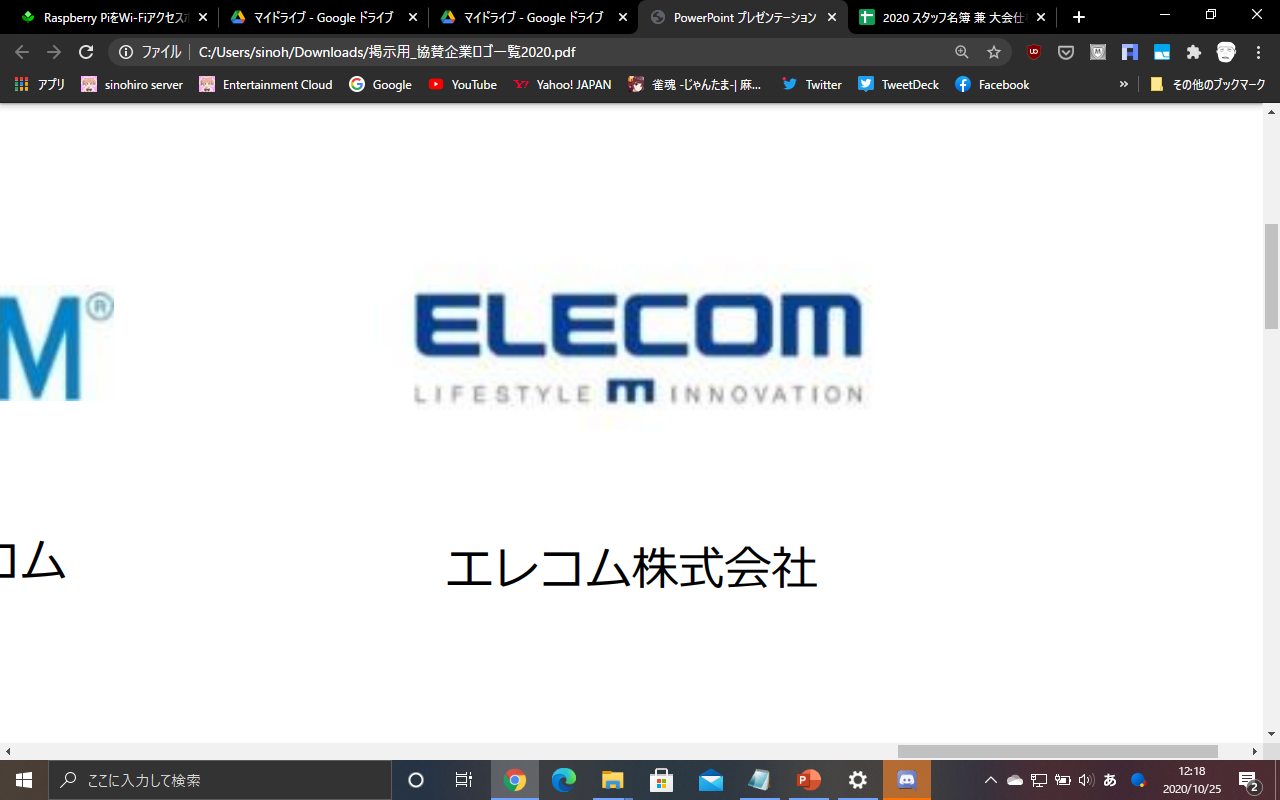 Raspberry PiをWi-Fiアクセスポ
マイドライブ - Google ドライブ
マイドライブ - Google ドライブ
PowerPoint プレゼンテーション
2020 スタッフ名簿 兼 大会仕
ファイル
C:/Users/sinoh/Downloads/掲示用_協賛企業ロゴ一覧2020.pdf
アプリ
sinohiro server
Entertainment Cloud
Google
YouTube
Yahoo! JAPAN
雀魂 -じゃんたま-| 麻...
Twitter
TweetDeck
Facebook
»
その他のブックマーク
M®
ELECOM
LIFESTYLE m INNOVATION
コム
エレコム株式会社
ここに入力して検索
あ
12:18
2020/10/25
2